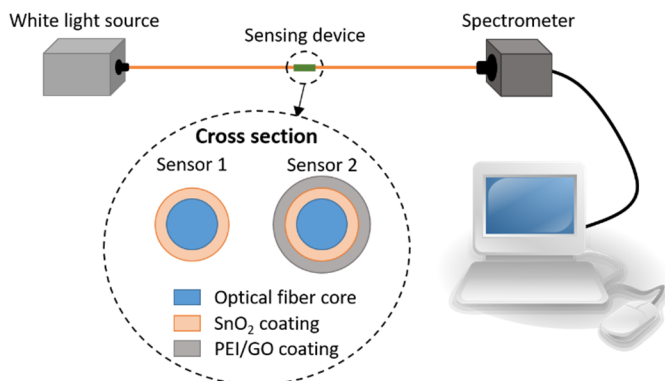 White light source
Sensing device
Spectrometer
Cross section
Sensor 1
Sensor 2
Optical fiber core
SnO₂ coating
PEI/GO coating